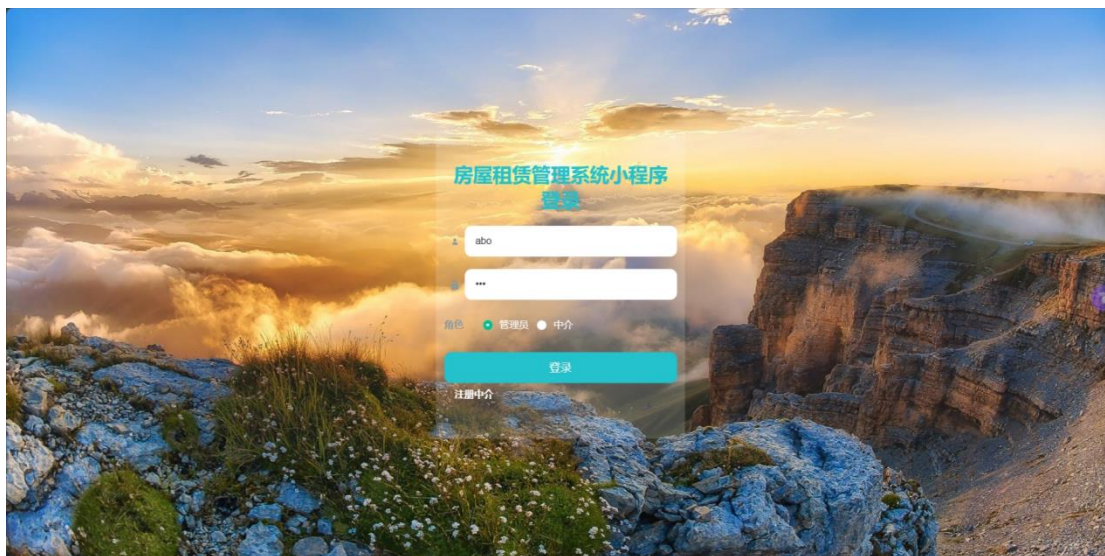 房屋租赁管理系统小程序
登录
abo
•••
角色 管理员 中介
登录
注册中介